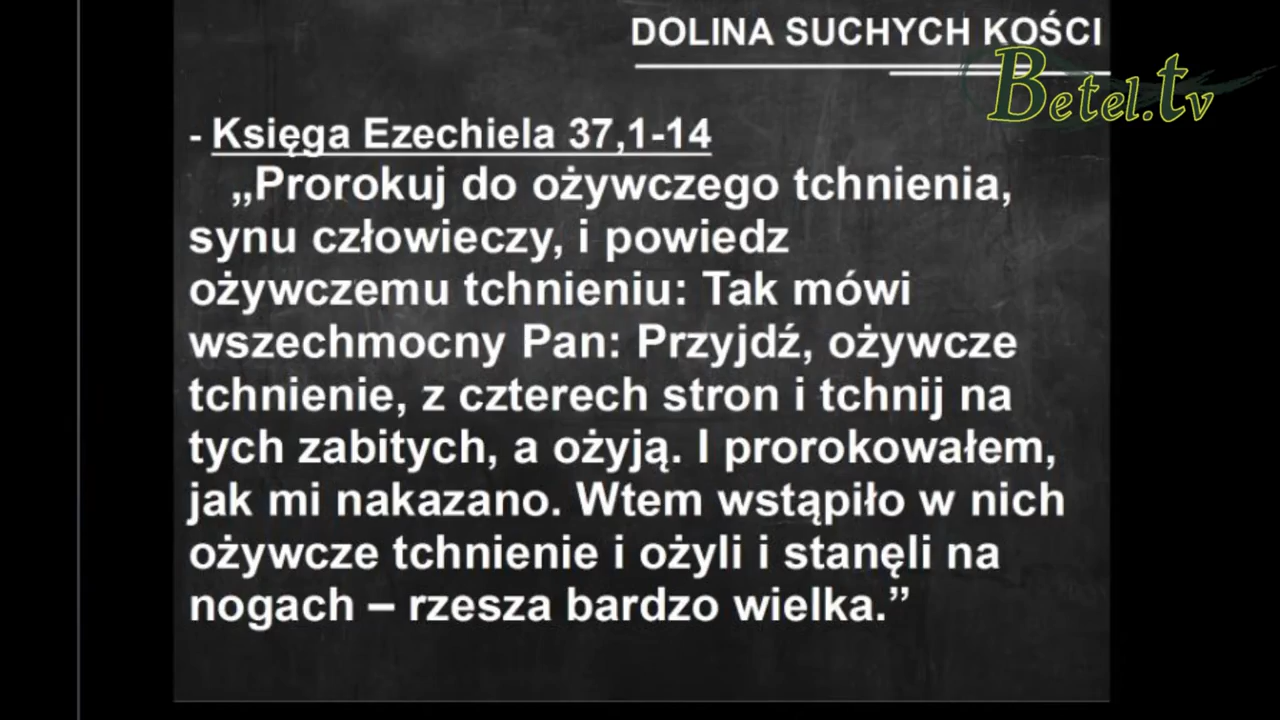 DOLINA SUCHYCH KOŚCI
Betel.tv
- Księga Ezechiela 37,1-14
„Prorokuj do ożywczego tchnienia,
synu człowieczy, i powiedz
ożywczemu tchnieniu: Tak mówi
wszechmocny Pan: Przyjdź, ożywcze
tchnienie, z czterech stron i tchnij na
tych zabitych, a ożyją. I prorokowałem,
jak mi nakazano. Wtem wstąpiło w nich
ożywcze tchnienie i ożyli i stanęli na
nogach – rzesza bardzo wielka.”